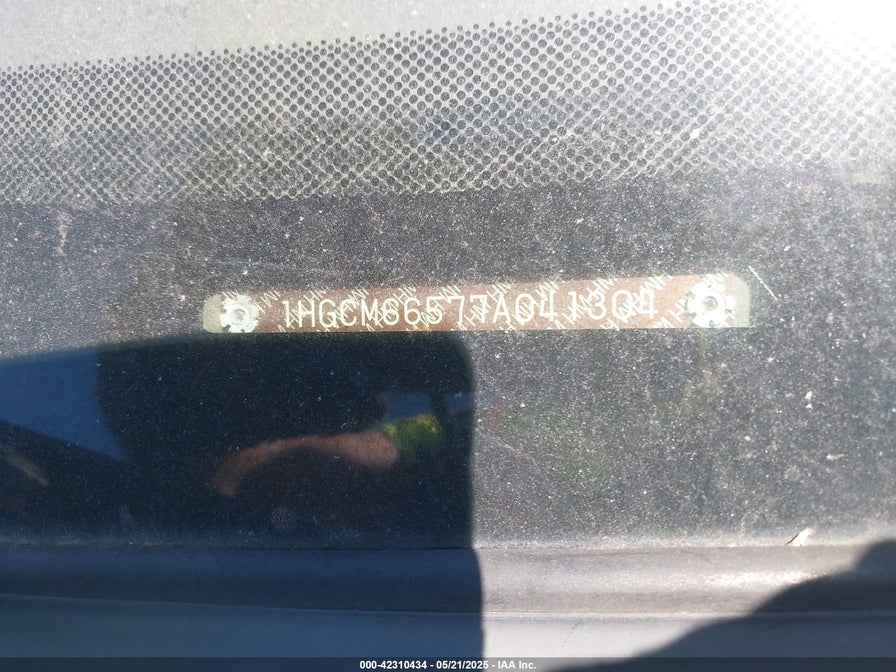 1HGCM66577A041304
000-42310434 - 05/21/2025 - IAA Inc.